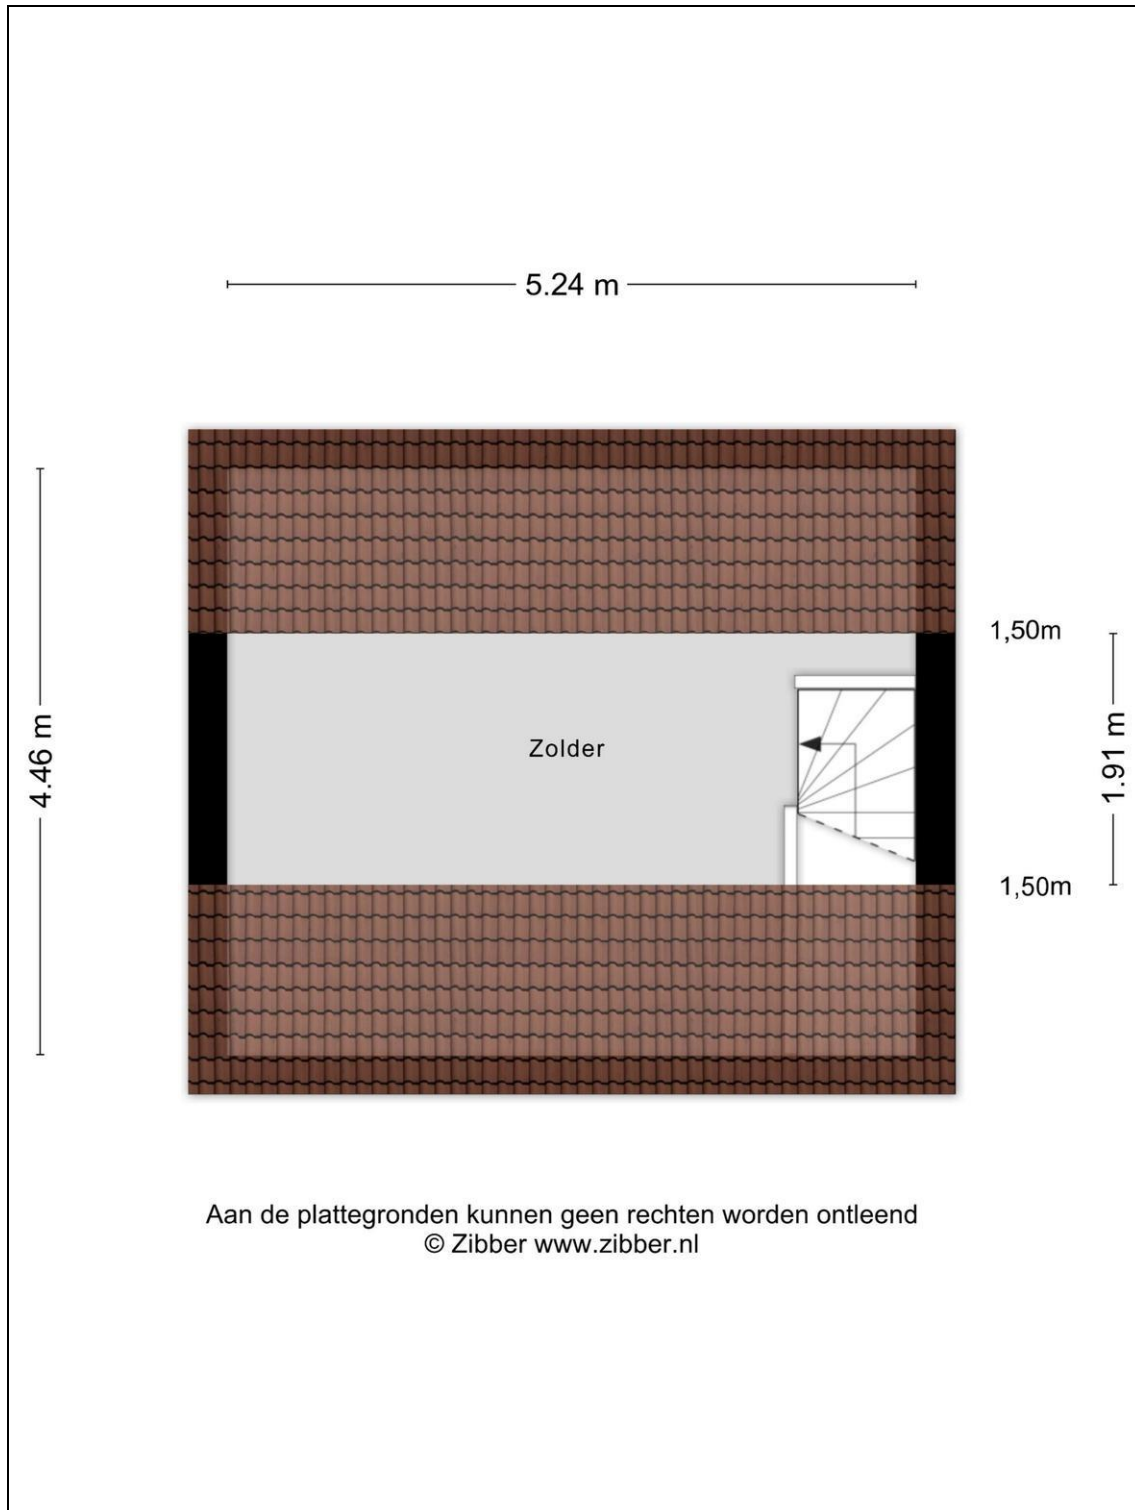 5.24 m
1,50m
4.46 m
Zolder
1.91 m
1,50m
Aan de plattegronden kunnen geen rechten worden ontleend
© Zibber www.zibber.nl